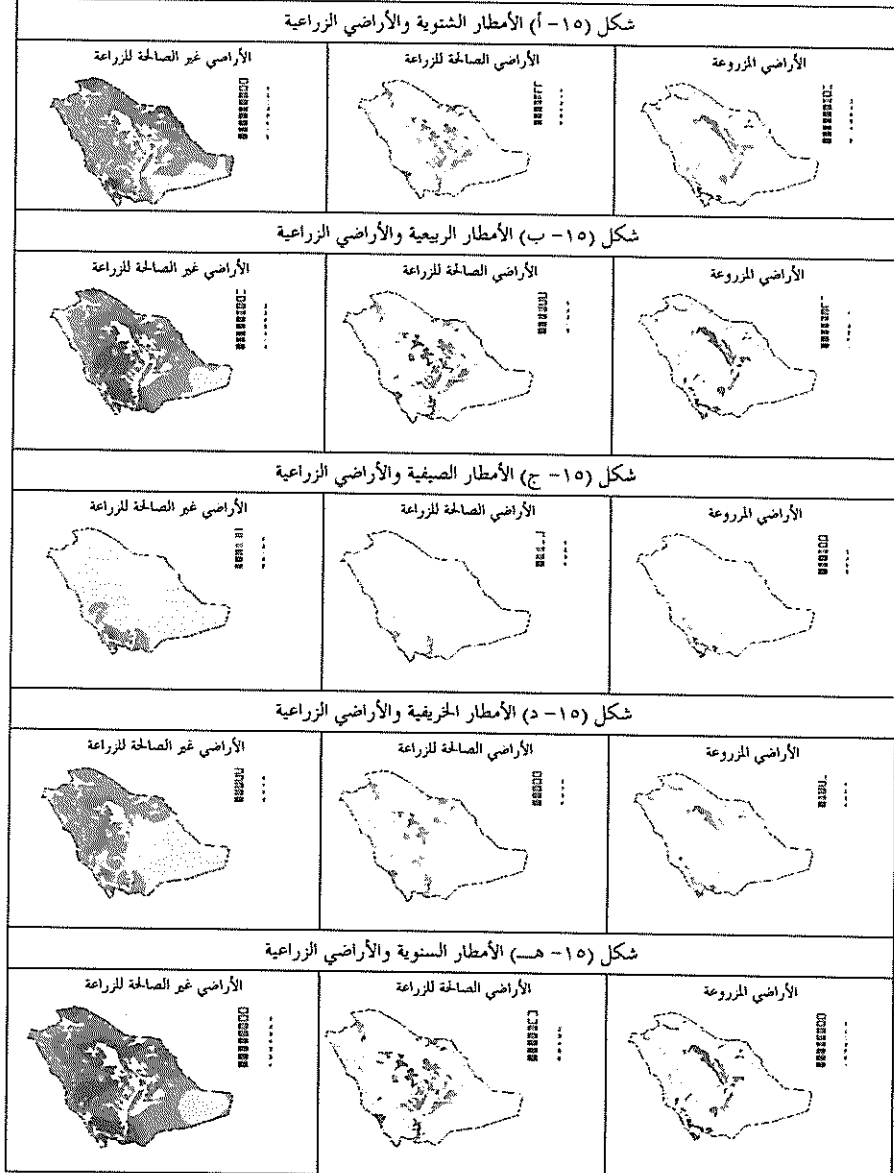 شكل (١٥- أ) الأمطار الشتوية والأراضي الزراعية
الأراضي المزروعة
الأراضي الصالحة للزراعة
الأراضي غير الصالحة للزراعة
شكل (١٥- ب) الأمطار الربيعية والأراضي الزراعية
الأراضي المزروعة
الأراضي الصالحة للزراعة
الأراضي غير الصالحة للزراعة
شكل (١٥- ج) الأمطار الصيفية والأراضي الزراعية
الأراضي المزروعة
الأراضي الصالحة للزراعة
الأراضي غير الصالحة للزراعة
شكل (١٥- د) الأمطار الخريفية والأراضي الزراعية
الأراضي المزروعة
الأراضي الصالحة للزراعة
الأراضي غير الصالحة للزراعة
شكل (١٥- هــ) الأمطار السنوية والأراضي الزراعية
الأراضي المزروعة
الأراضي الصالحة للزراعة
الأراضي غير الصالحة للزراعة